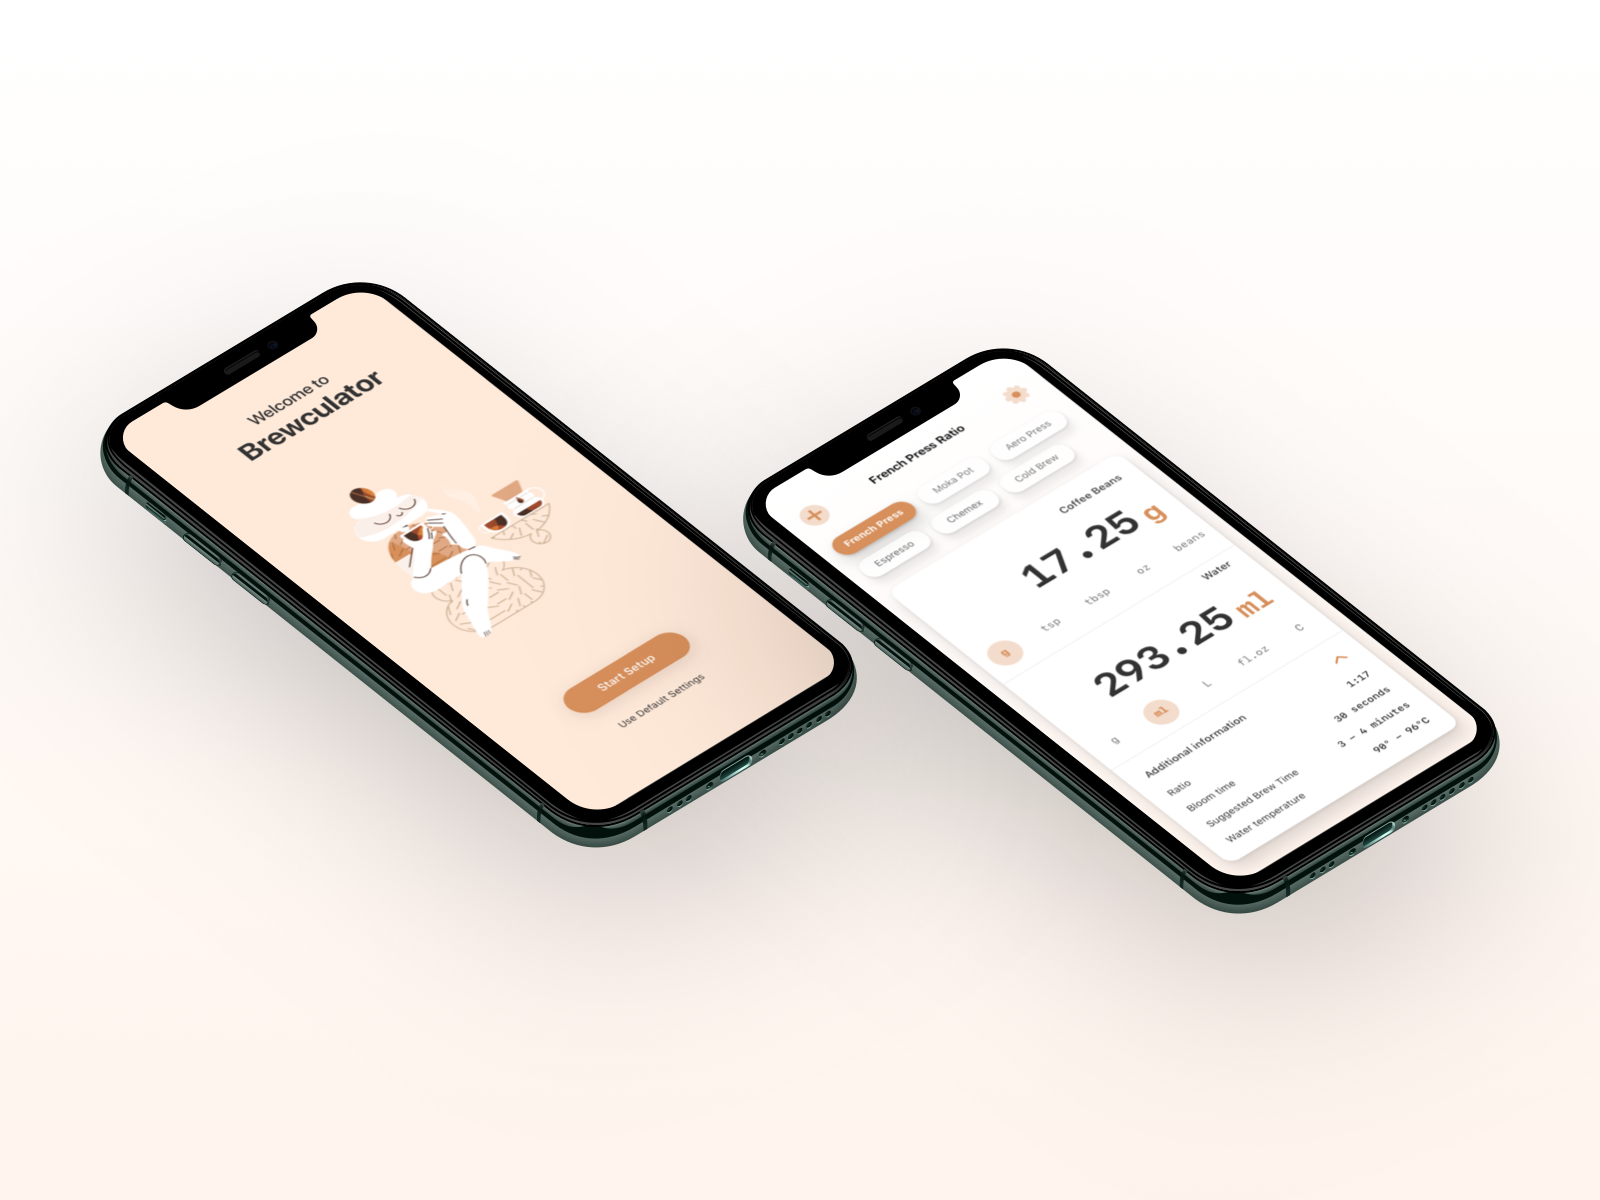 Welcome to
Brewculator
Start Setup
Use Default Settings
French Press Ratio
French Press
Moka Pot
Aero Press
Espresso
Chemex
Cold Brew
Coffee Beans
17.25 g
g
tsp
tbsp
oz
beans
Water
293.25 ml
g
ml
L
fl.oz
C
Additional information
Ratio 1:17
Bloom time 30 seconds
Suggested Brew Time 3 – 4 minutes
Water temperature 90° – 96°C